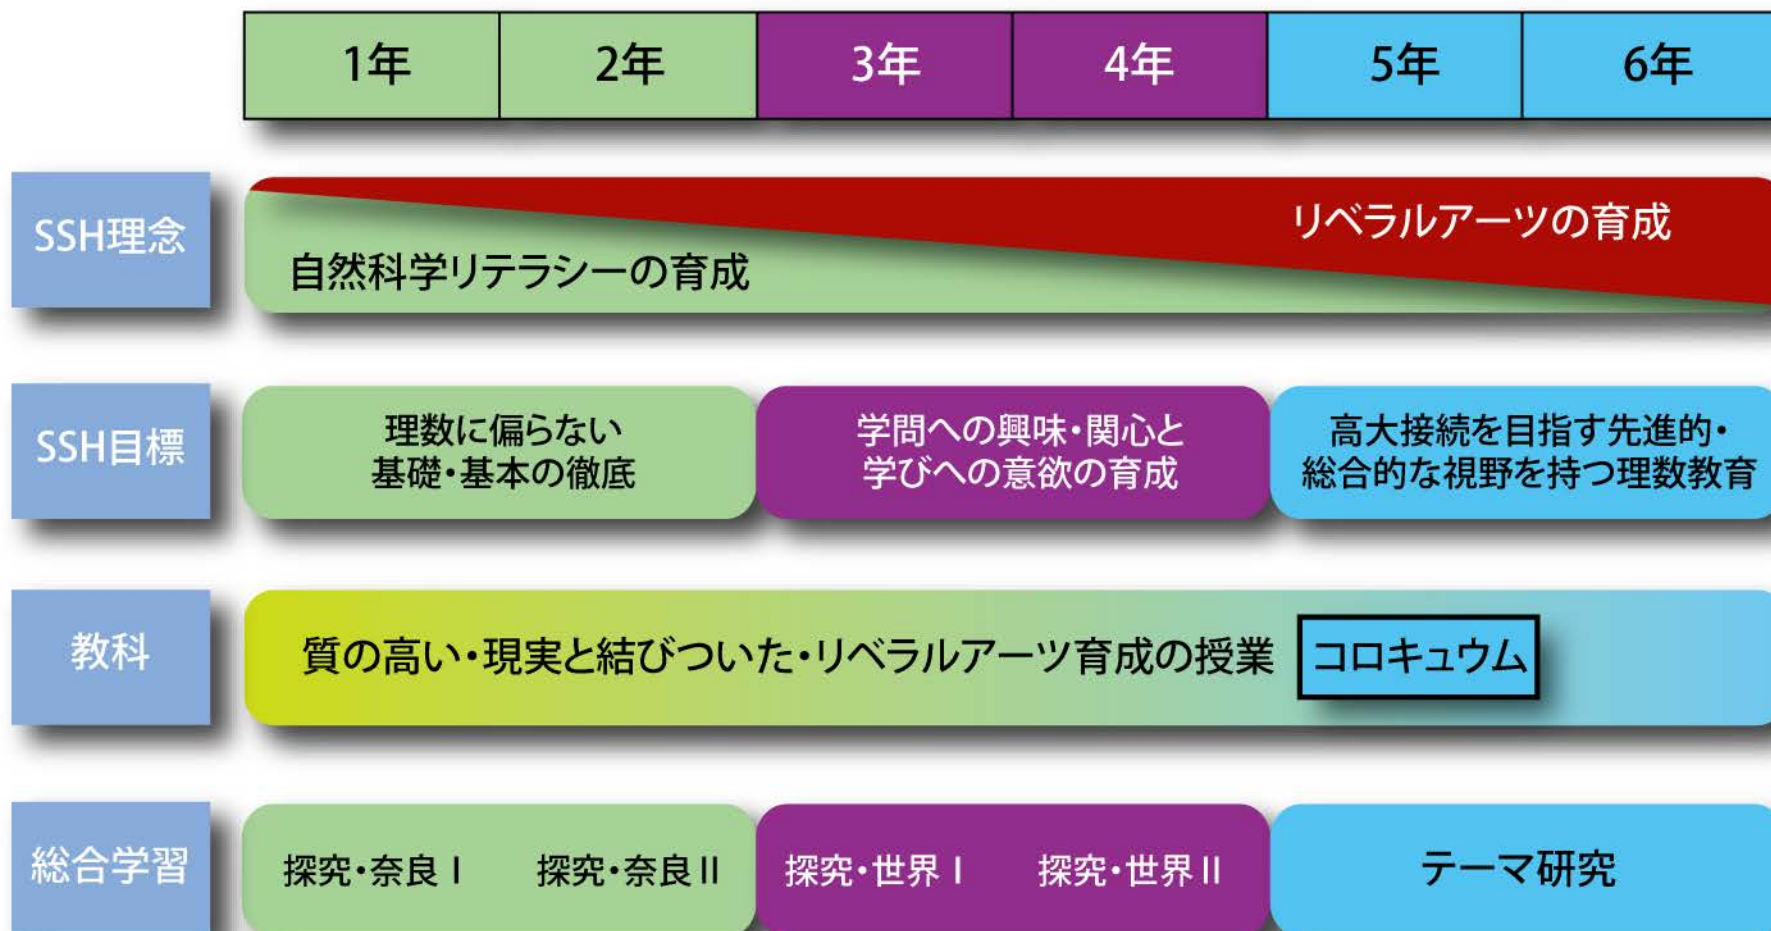 1年 2年 3年 4年 5年 6年
SSH理念
リベラルアーツの育成
自然科学リテラシーの育成
SSH目標
理数に偏らない
基礎・基本の徹底
学問への興味・関心と
学びへの意欲の育成
高大接続を目指す先進的・
総合的な視野を持つ理数教育
教科
質の高い・現実と結びついた・リベラルアーツ育成の授業
コロキュウム
総合学習
探究・奈良Ⅰ 探究・奈良Ⅱ
探究・世界Ⅰ 探究・世界Ⅱ
テーマ研究